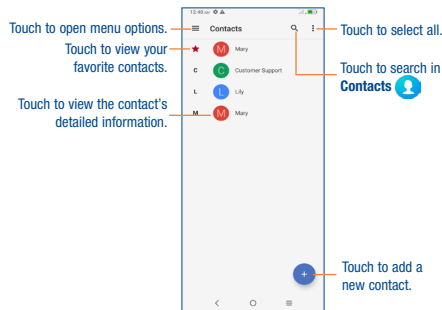 Touch to open menu options.
Touch to view your
favorite contacts.
Touch to view the contact's
detailed information.
12:40 am
Contacts
Mary
C Customer Support
L Lily
M Mary
Touch to select all.
Touch to search in
Contacts
Touch to add a
new contact.